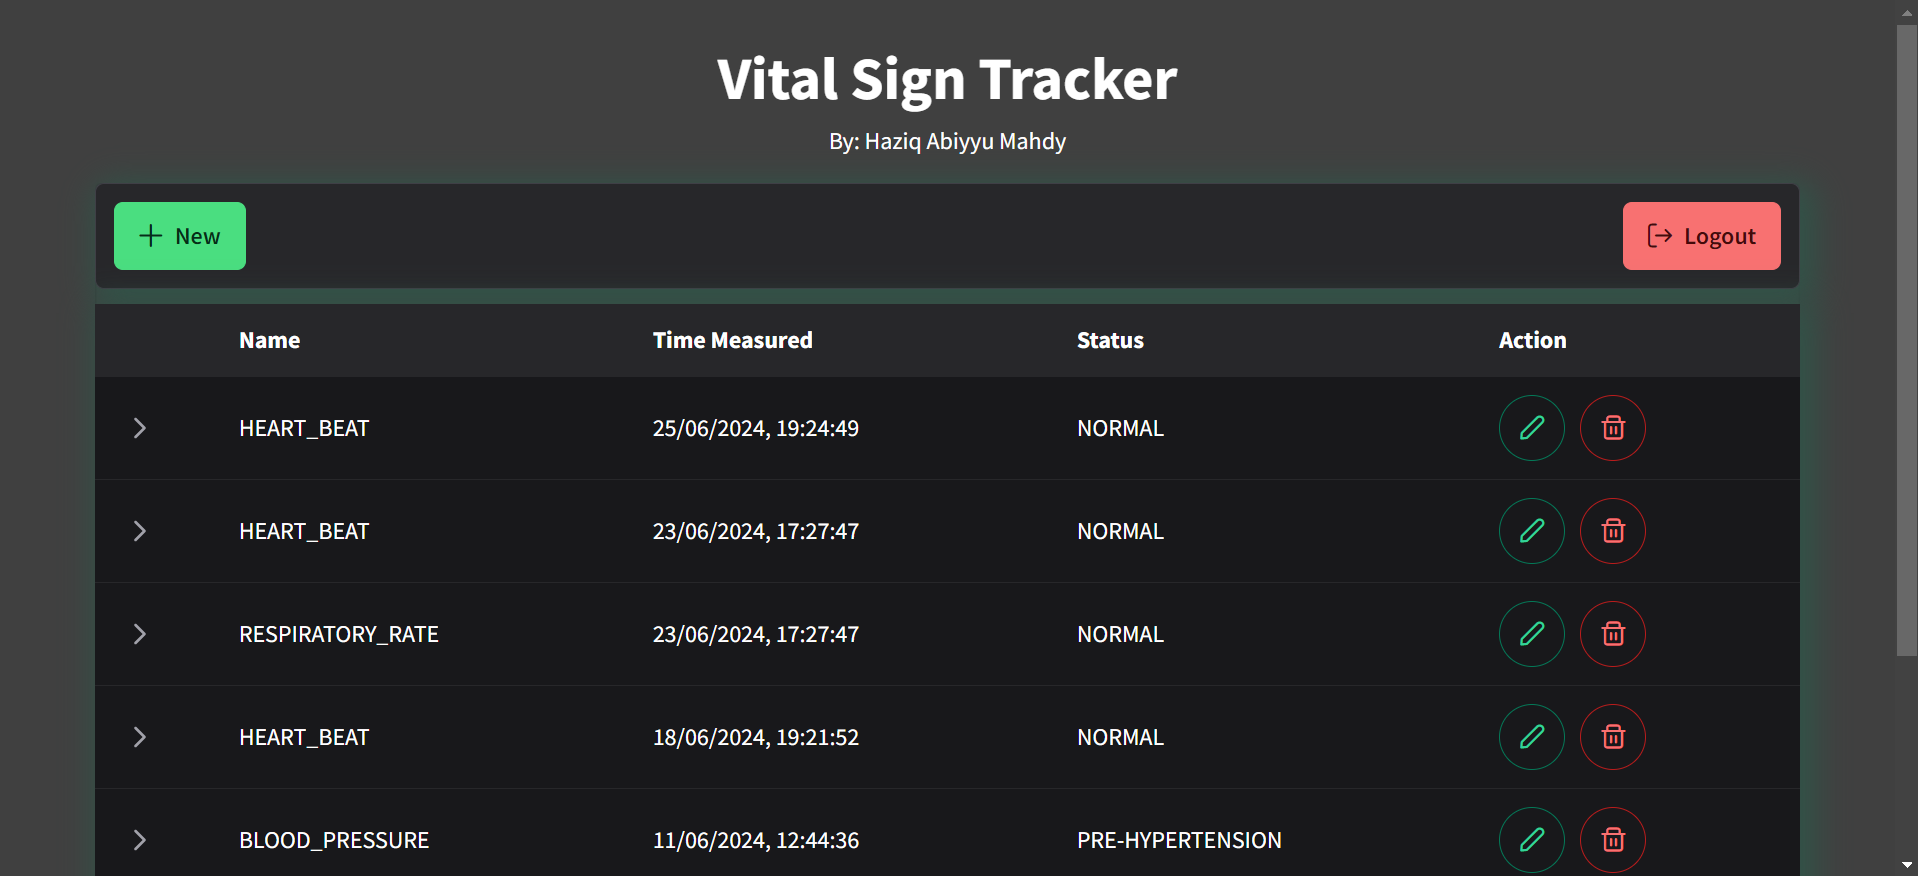 Vital Sign Tracker
By: Haziq Abiyyu Mahdy
New Logout
Name Time Measured Status Action
HEART_BEAT 25/06/2024, 19:24:49 NORMAL
HEART_BEAT 23/06/2024, 17:27:47 NORMAL
RESPIRATORY_RATE 23/06/2024, 17:27:47 NORMAL
HEART_BEAT 18/06/2024, 19:21:52 NORMAL
BLOOD_PRESSURE 11/06/2024, 12:44:36 PRE-HYPERTENSION